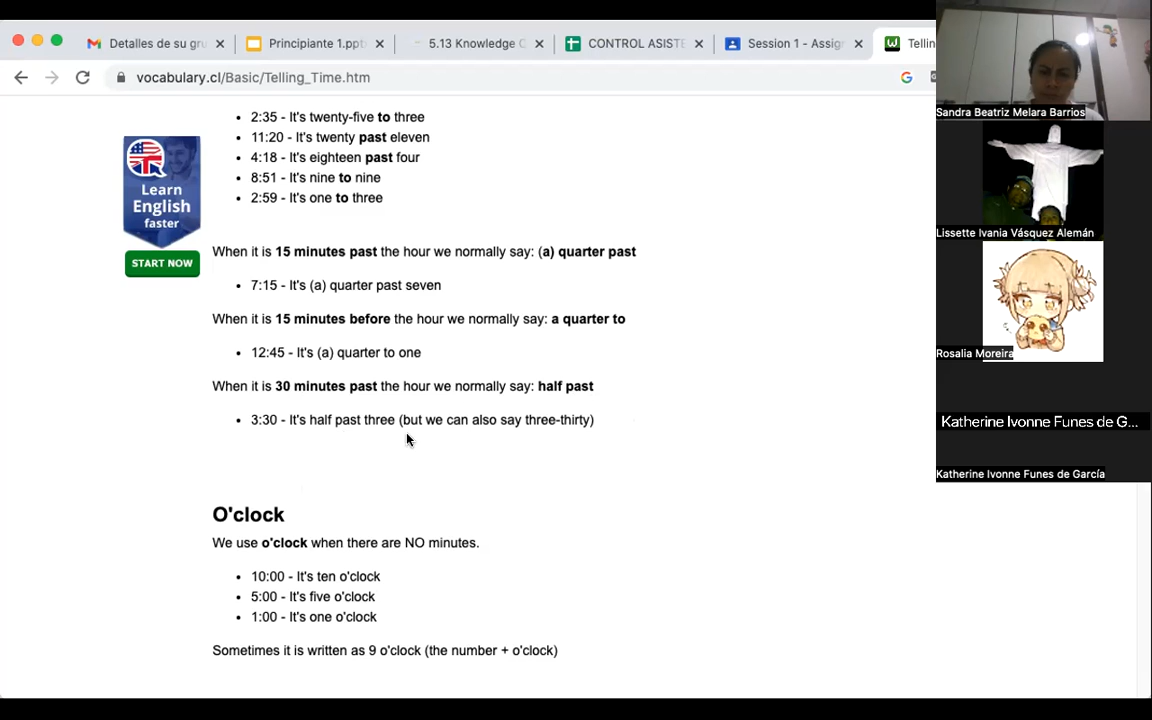 Detalles de su gru
Principiante 1.ppt
5.13 Knowledge
CONTROL ASISTE
Session 1 - Assig
Tellin
vocabulary.cl/Basic/Telling_Time.htm
• 2:35 - It's twenty-five to three
• 11:20 - It's twenty past eleven
• 4:18 - It's eighteen past four
• 8:51 - It's nine to nine
• 2:59 - It's one to three
Learn
English
faster
START NOW
When it is 15 minutes past the hour we normally say: (a) quarter past
• 7:15 - It's (a) quarter past seven
When it is 15 minutes before the hour we normally say: a quarter to
• 12:45 - It's (a) quarter to one
When it is 30 minutes past the hour we normally say: half past
• 3:30 - It's half past three (but we can also say three-thirty)
O'clock
We use o'clock when there are NO minutes.
• 10:00 - It's ten o'clock
• 5:00 - It's five o'clock
• 1:00 - It's one o'clock
Sometimes it is written as 9 o'clock (the number + o'clock)
Sandra Beatriz Melara Barrios
Lissette Ivania Vásquez Alemán
Rosalia Moreira
Katherine Ivonne Funes de G...
Katherine Ivonne Funes de García